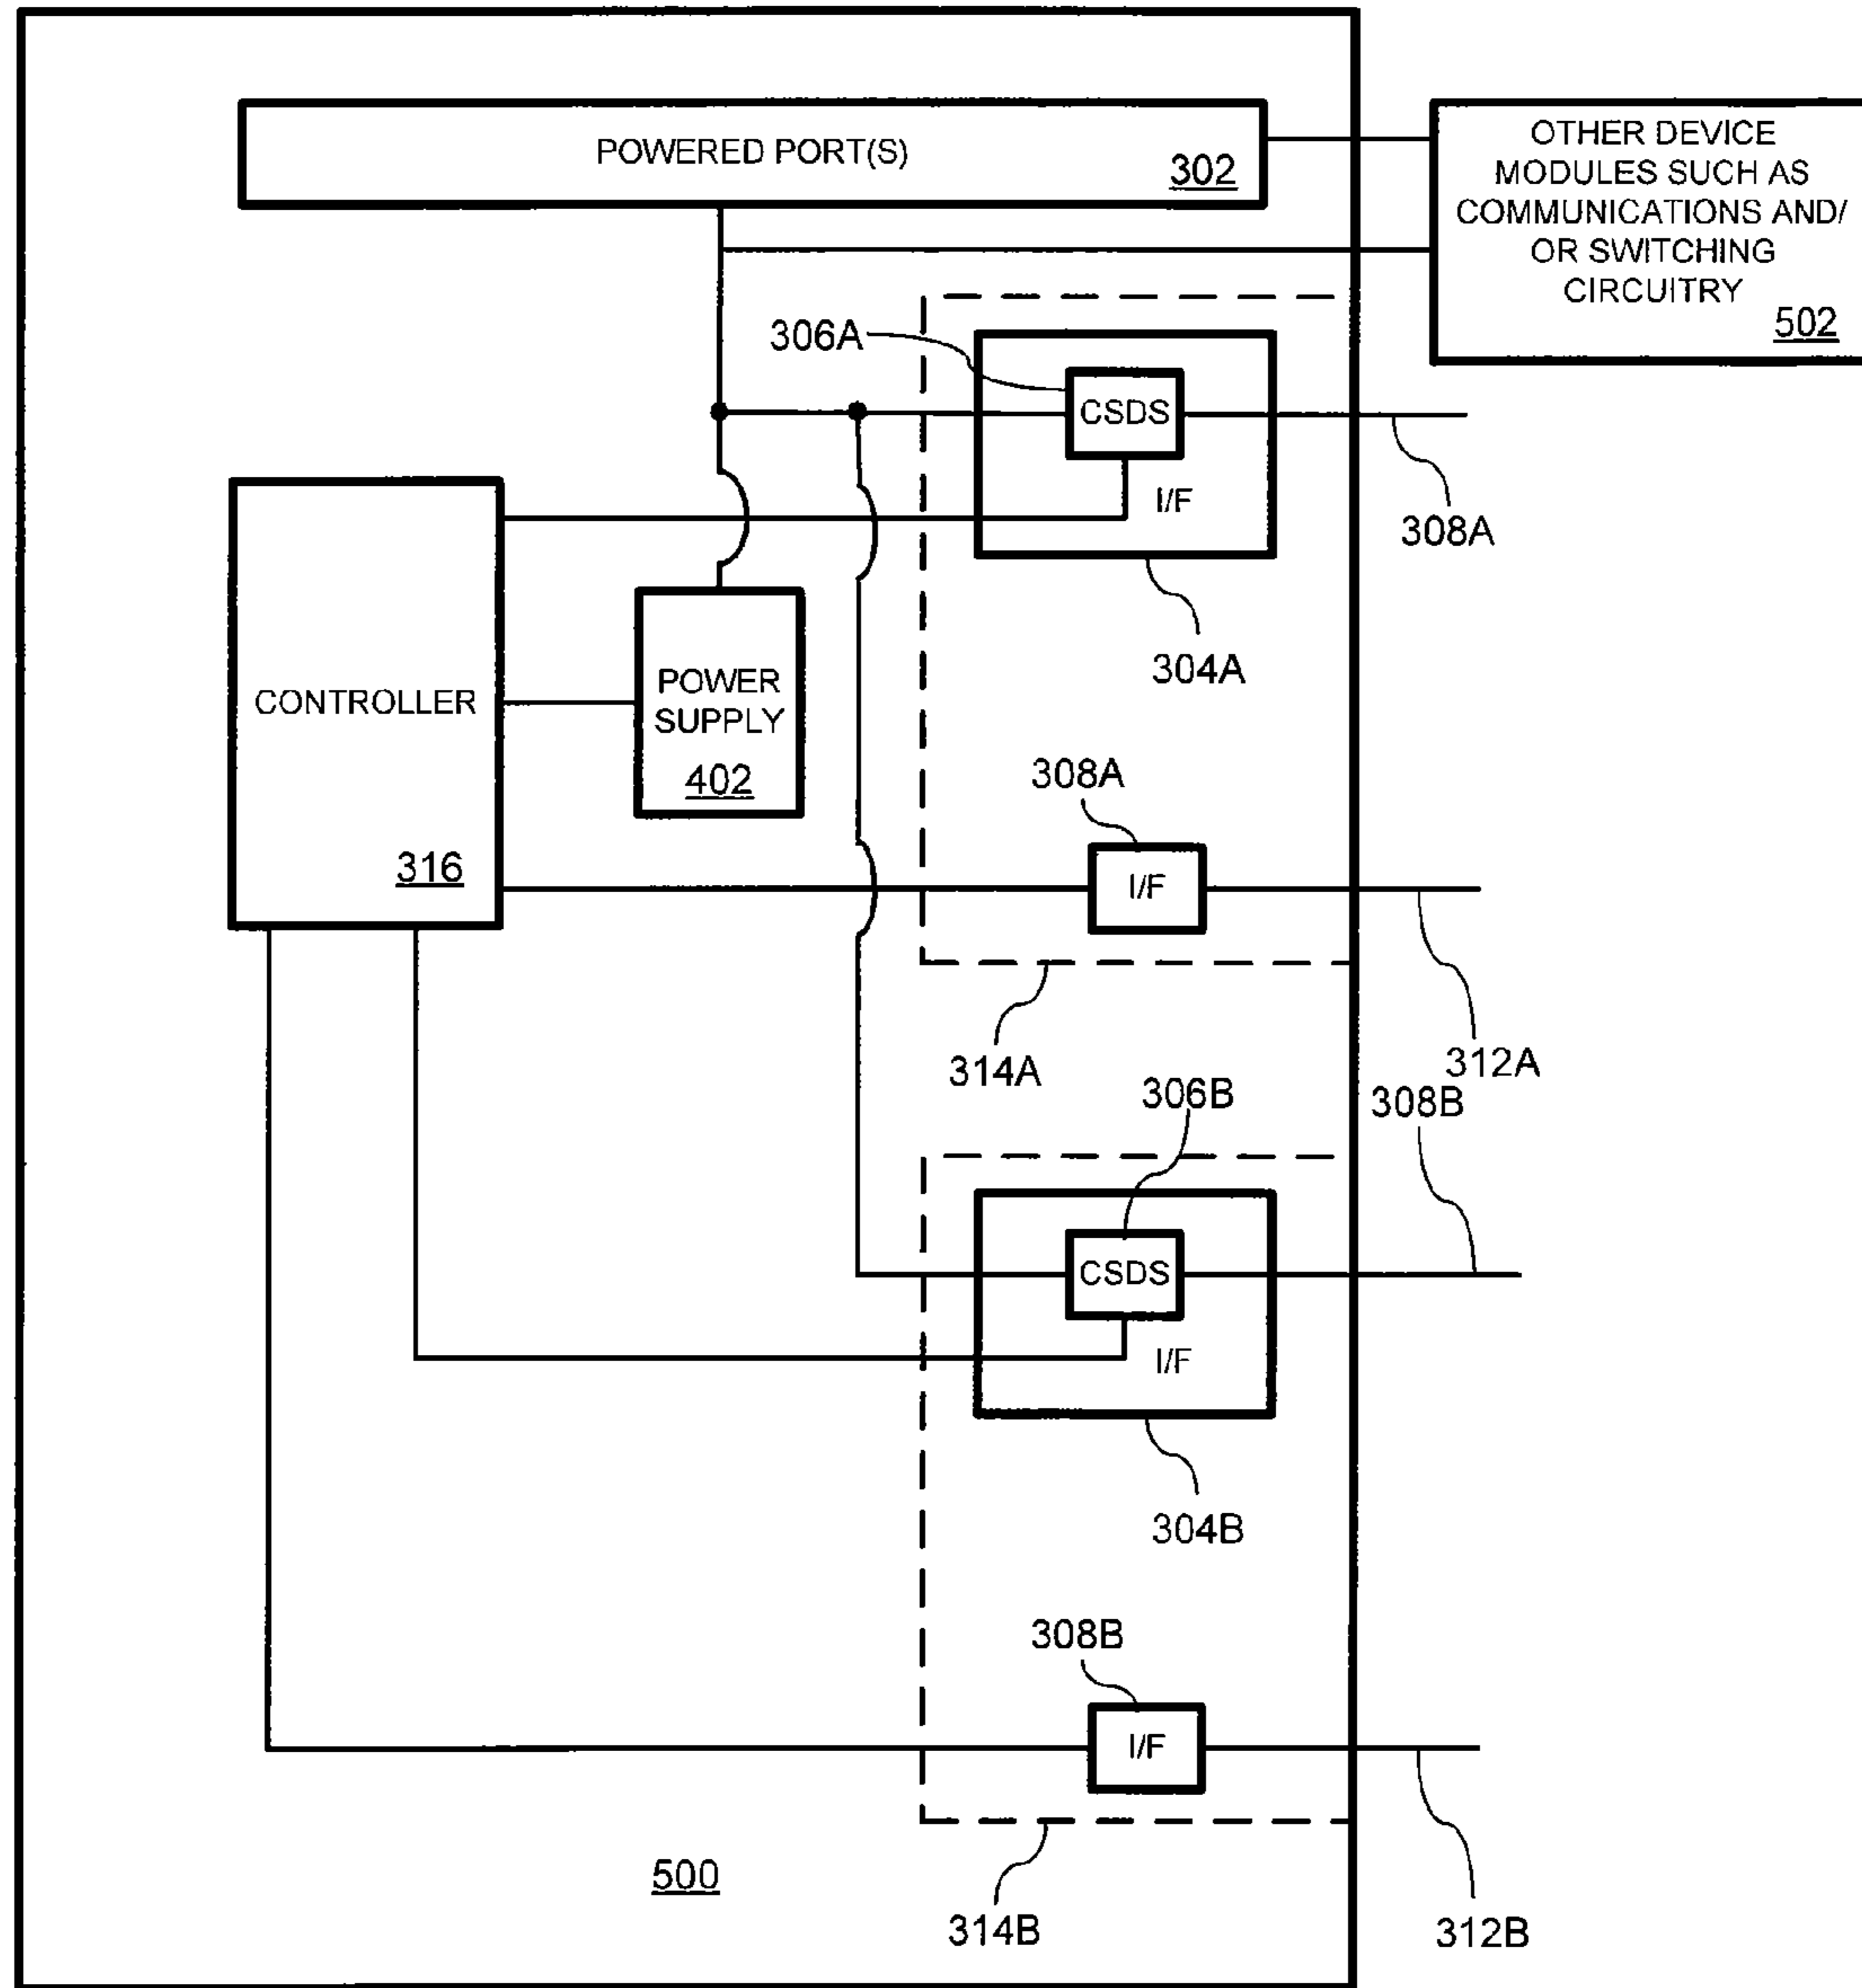 POWERED PORT(S)
302
OTHER DEVICE
MODULES SUCH AS
COMMUNICATIONS AND/
OR SWITCHING
CIRCUITRY
502
306A
CSDS
I/F
308A
304A
CONTROLLER
316
POWER
SUPPLY
402
308A
I/F
312A
314A
306B
308B
CSDS
I/F
304B
308B
I/F
500
314B
312B